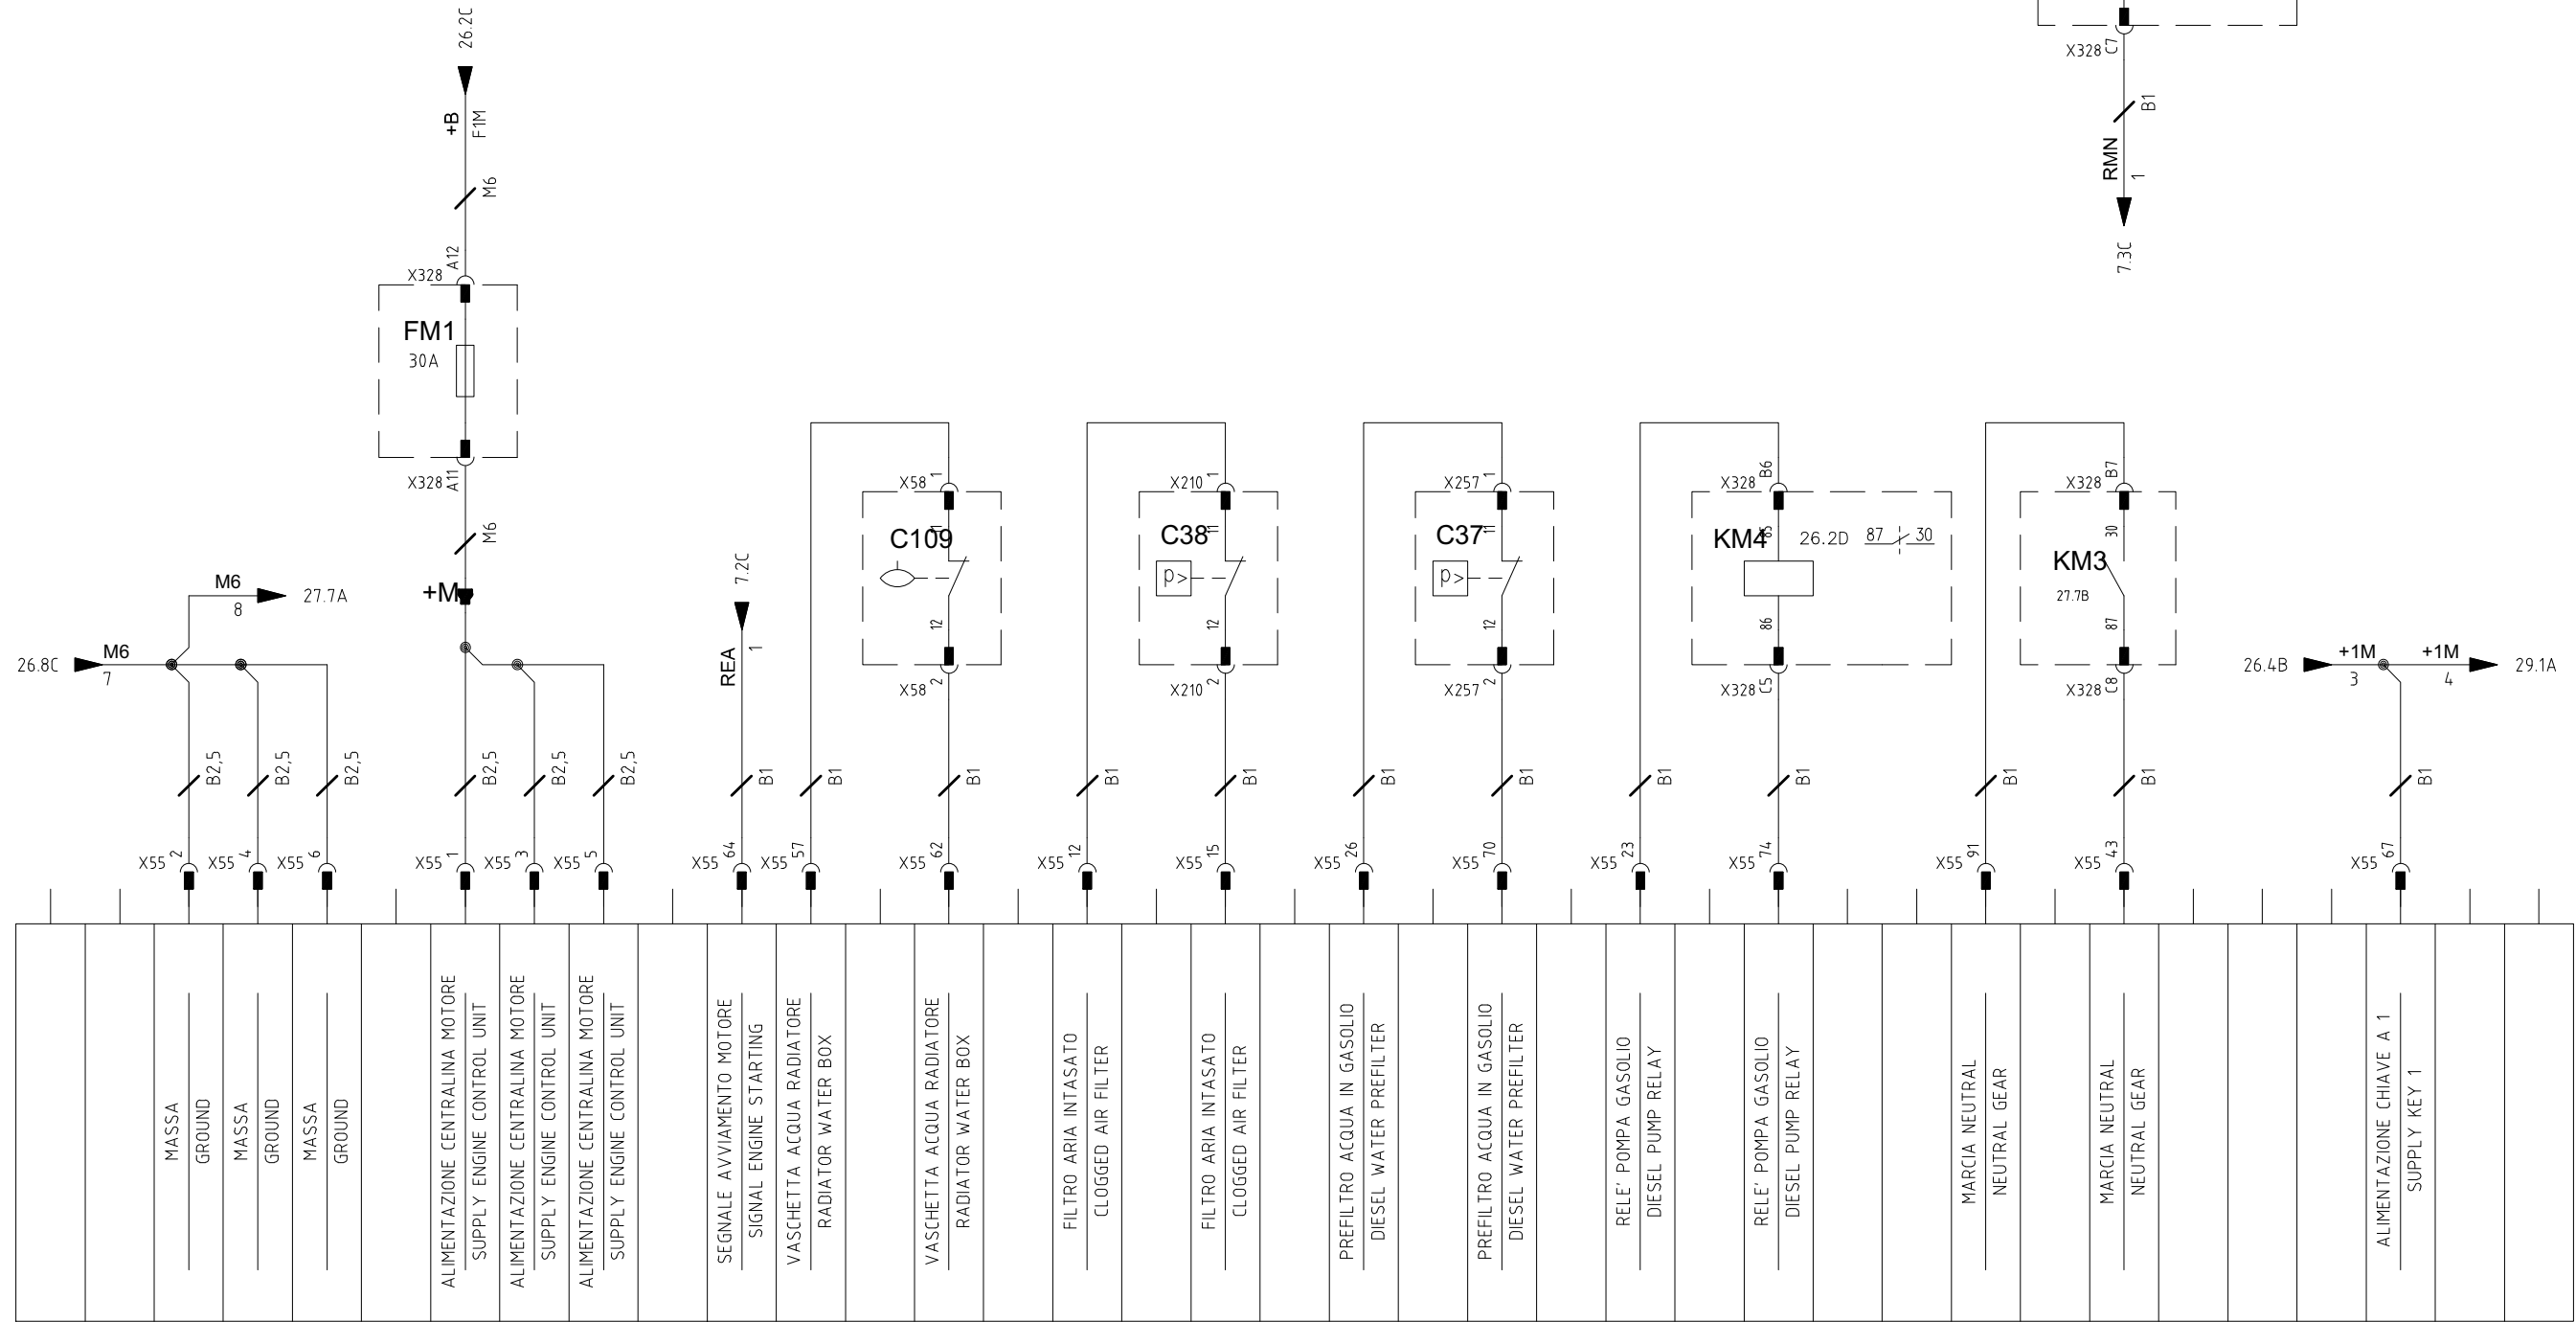 26.2C
+B
F1M
M6
X328 A12
FM1
30A
X328 A11
M6
+M
M6
8
27.7A
26.8C
M6
7
B2,5
B2,5
B2,5
B2,5
B2,5
B2,5
7.2C
REA
1
B1
B1
X58 1
C109
11
12
X58 2
B1
B1
X210 1
C38
11
p>
12
X210 2
B1
B1
X257 1
C37
11
p>
12
X257 2
B1
B1
X328 B6
KM4
85
26.2D 87 30
86
X328 C5
B1
X328 C7
B1
RMN
1
7.3C
B1
X328 B7
30
KM3
27.7B
87
X328 C8
B1
26.4B
+1M
3
+1M
4
29.1A
B1
X55 2
X55 4
X55 6
X55 1
X55 3
X55 5
X55 64
X55 57
X55 62
X55 12
X55 15
X55 26
X55 70
X55 23
X55 74
X55 91
X55 43
X55 67
MASSA
GROUND
MASSA
GROUND
MASSA
GROUND
ALIMENTAZIONE CENTRALINA MOTORE
SUPPLY ENGINE CONTROL UNIT
ALIMENTAZIONE CENTRALINA MOTORE
SUPPLY ENGINE CONTROL UNIT
ALIMENTAZIONE CENTRALINA MOTORE
SUPPLY ENGINE CONTROL UNIT
SEGNALE AVVIAMENTO MOTORE
SIGNAL ENGINE STARTING
VASCHETTA ACQUA RADIATORE
RADIATOR WATER BOX
VASCHETTA ACQUA RADIATORE
RADIATOR WATER BOX
FILTRO ARIA INTASATO
CLOGGED AIR FILTER
FILTRO ARIA INTASATO
CLOGGED AIR FILTER
PREFILTRO ACQUA IN GASOLIO
DIESEL WATER PREFILTER
PREFILTRO ACQUA IN GASOLIO
DIESEL WATER PREFILTER
RELE' POMPA GASOLIO
DIESEL PUMP RELAY
RELE' POMPA GASOLIO
DIESEL PUMP RELAY
MARCIA NEUTRAL
NEUTRAL GEAR
MARCIA NEUTRAL
NEUTRAL GEAR
ALIMENTAZIONE CHIAVE A 1
SUPPLY KEY 1